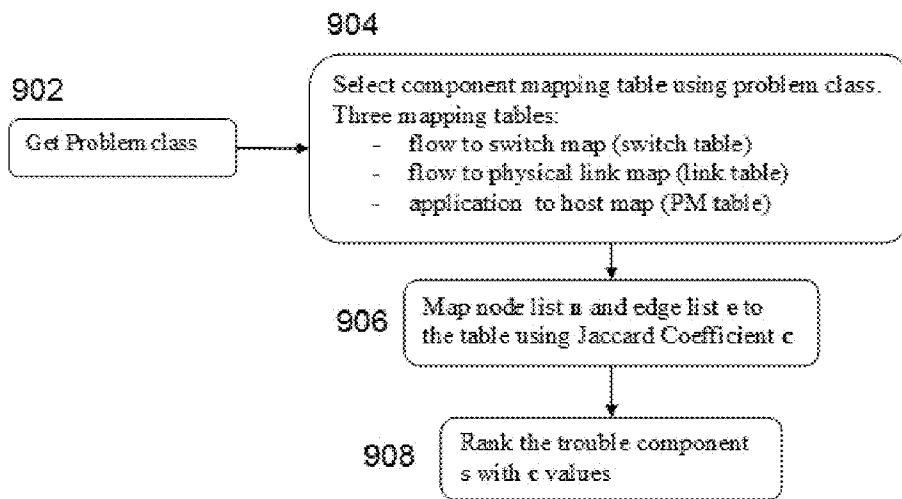 904
902
Get Problem class
Select component mapping table using problem class.
Three mapping tables:
- flow to switch map (switch table)
- flow to physical link map (link table)
- application to host map (PM table)
906
Map node list n and edge list e to
the table using Jaccard Coefficient c
908
Rank the trouble component
s with c values